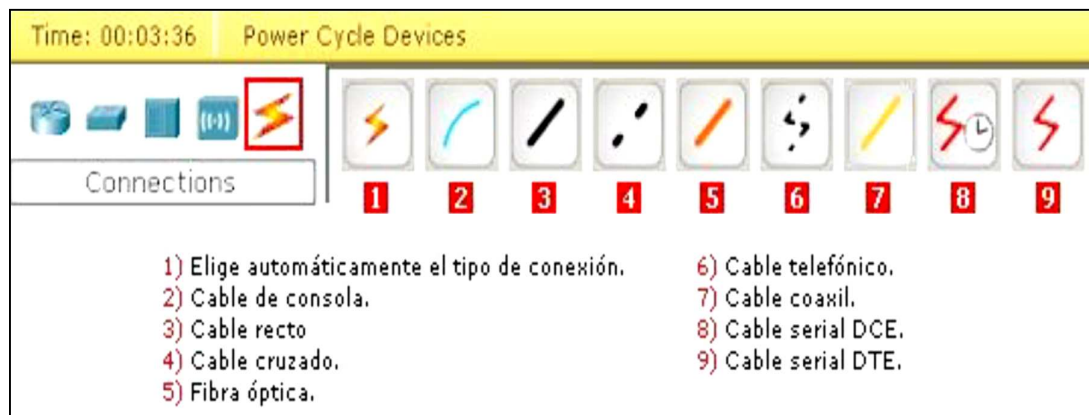 Time: 00:03:36 Power Cycle Devices
Connections
1 2 3 4 5 6 7 8 9
1) Elige automáticamente el tipo de conexión.
2) Cable de consola.
3) Cable recto
4) Cable cruzado.
5) Fibra óptica.
6) Cable telefónico.
7) Cable coaxil.
8) Cable serial DCE.
9) Cable serial DTE.